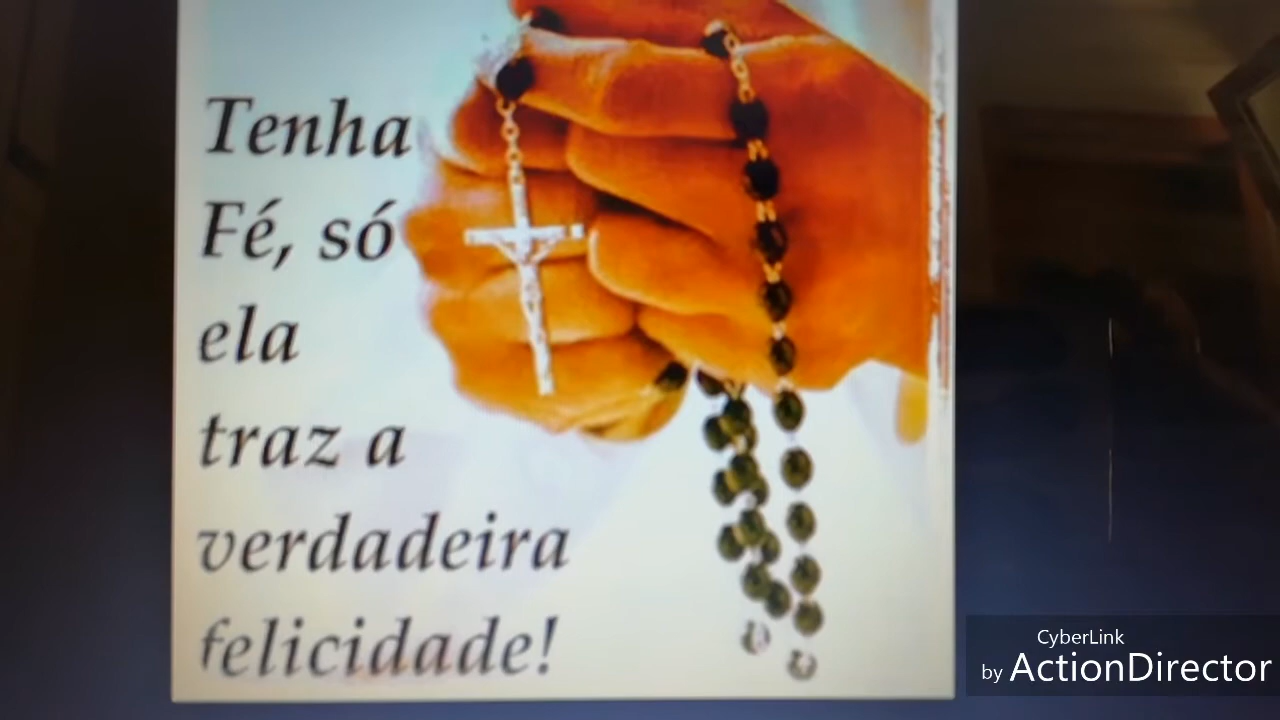 Tenha
Fé, só
ela
traz a
verdadeira
felicidade!
CyberLink
by ActionDirector